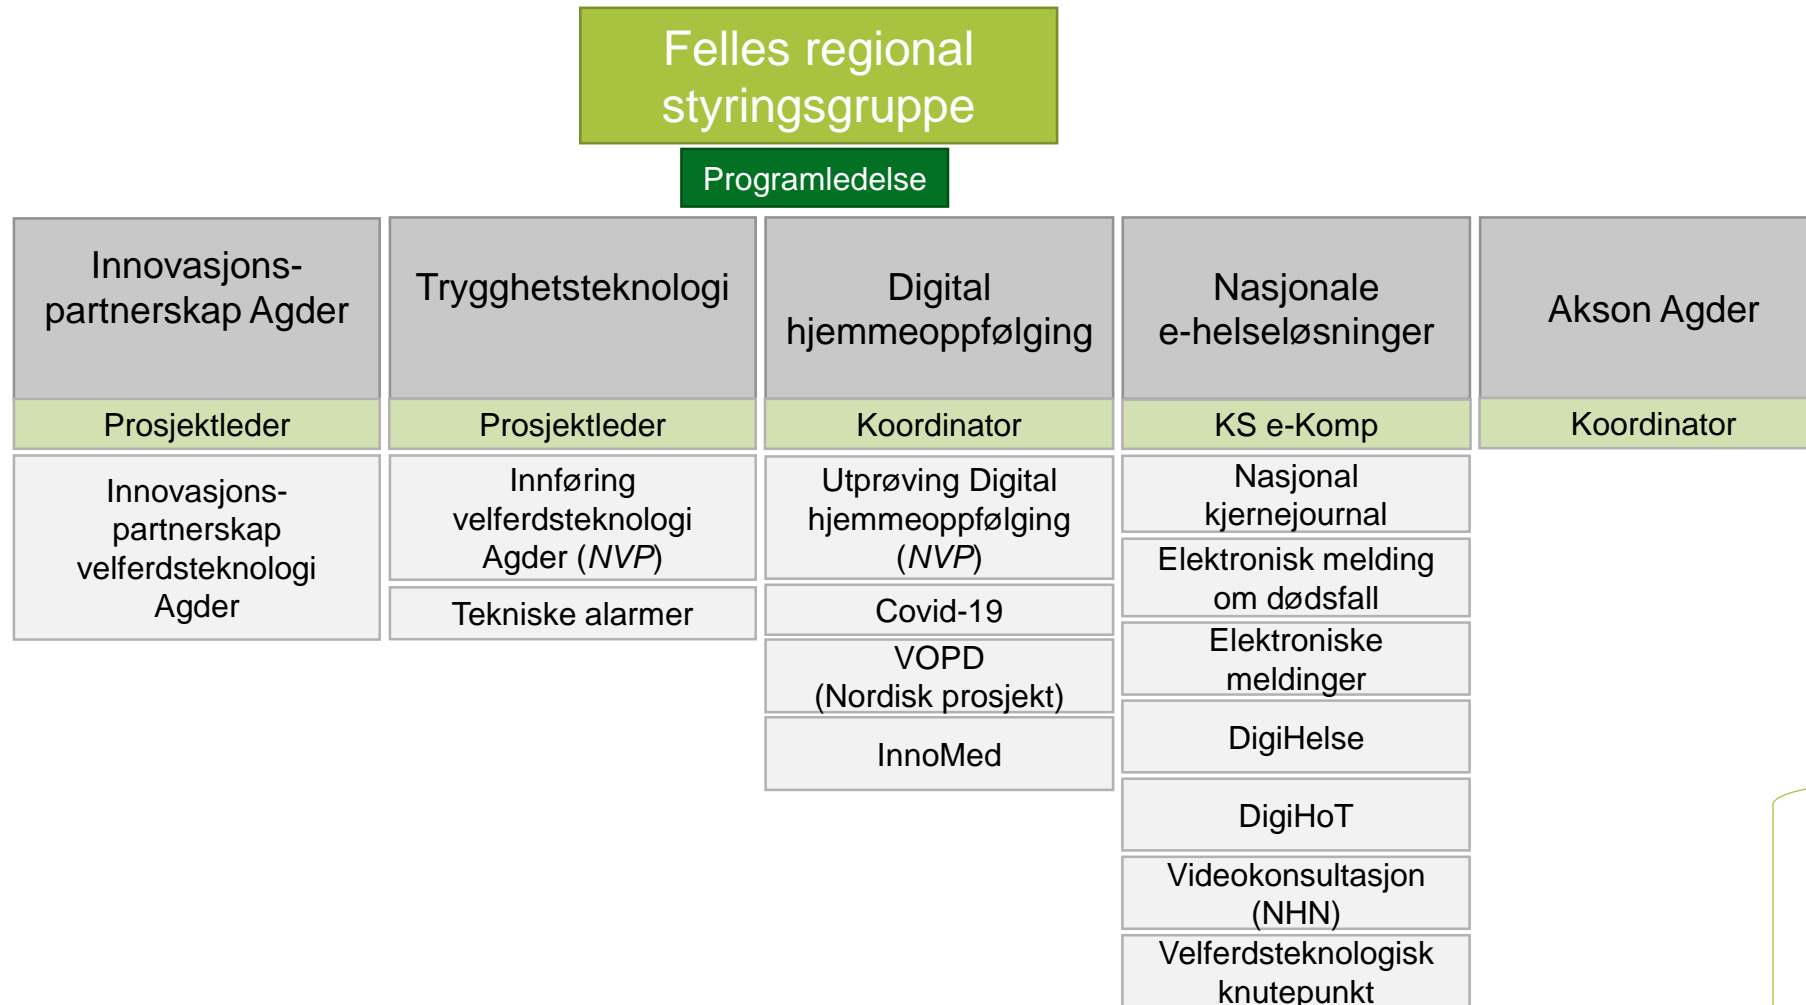 Felles regional
styringsgruppe
Programledelse
Innovasjons-
partnerskap Agder
Prosjektleder
Innovasjons-
partnerskap
velferdsteknologi
Agder
Trygghetsteknologi
Prosjektleder
Innføring
velferdsteknologi
Agder (NVP)
Tekniske alarmer
Digital
hjemmeoppfølging
Koordinator
Utprøving Digital
hjemmeoppfølging
(NVP)
Covid-19
VOPD
(Nordisk prosjekt)
InnoMed
Nasjonale
e-helseløsninger
KS e-Komp
Nasjonal
kjernejournal
Elektronisk melding
om dødsfall
Elektroniske
meldinger
DigiHelse
DigiHoT
Videokonsultasjon
(NHN)
Velferdsteknologisk
knutepunkt
Akson Agder
Koordinator